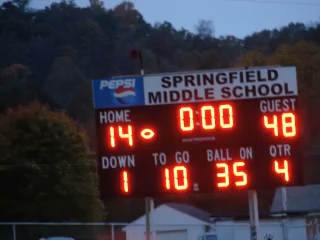 PEPSI
SPRINGFIELD
MIDDLE SCHOOL
HOME 0:00 GUEST
14 48
DOWN TO GO BALL ON QTR
1 10 35 4